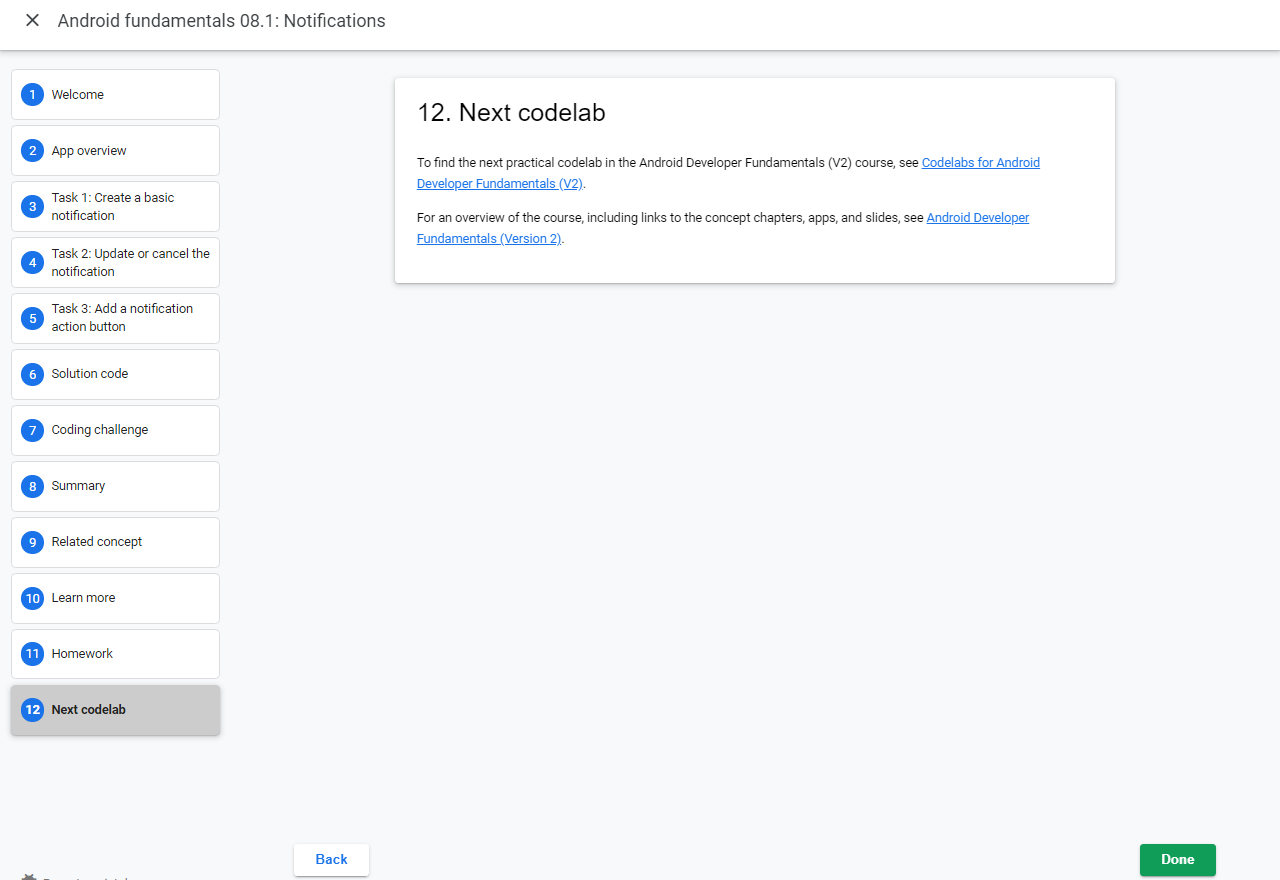 Android fundamentals 08.1: Notifications
1 Welcome
2 App overview
3 Task 1: Create a basic
notification
4 Task 2: Update or cancel the
notification
5 Task 3: Add a notification
action button
6 Solution code
7 Coding challenge
8 Summary
9 Related concept
10 Learn more
11 Homework
12 Next codelab
12. Next codelab
To find the next practical codelab in the Android Developer Fundamentals (V2) course, see Codelabs for Android
Developer Fundamentals (V2).
For an overview of the course, including links to the concept chapters, apps, and slides, see Android Developer
Fundamentals (Version 2).
Back
Done